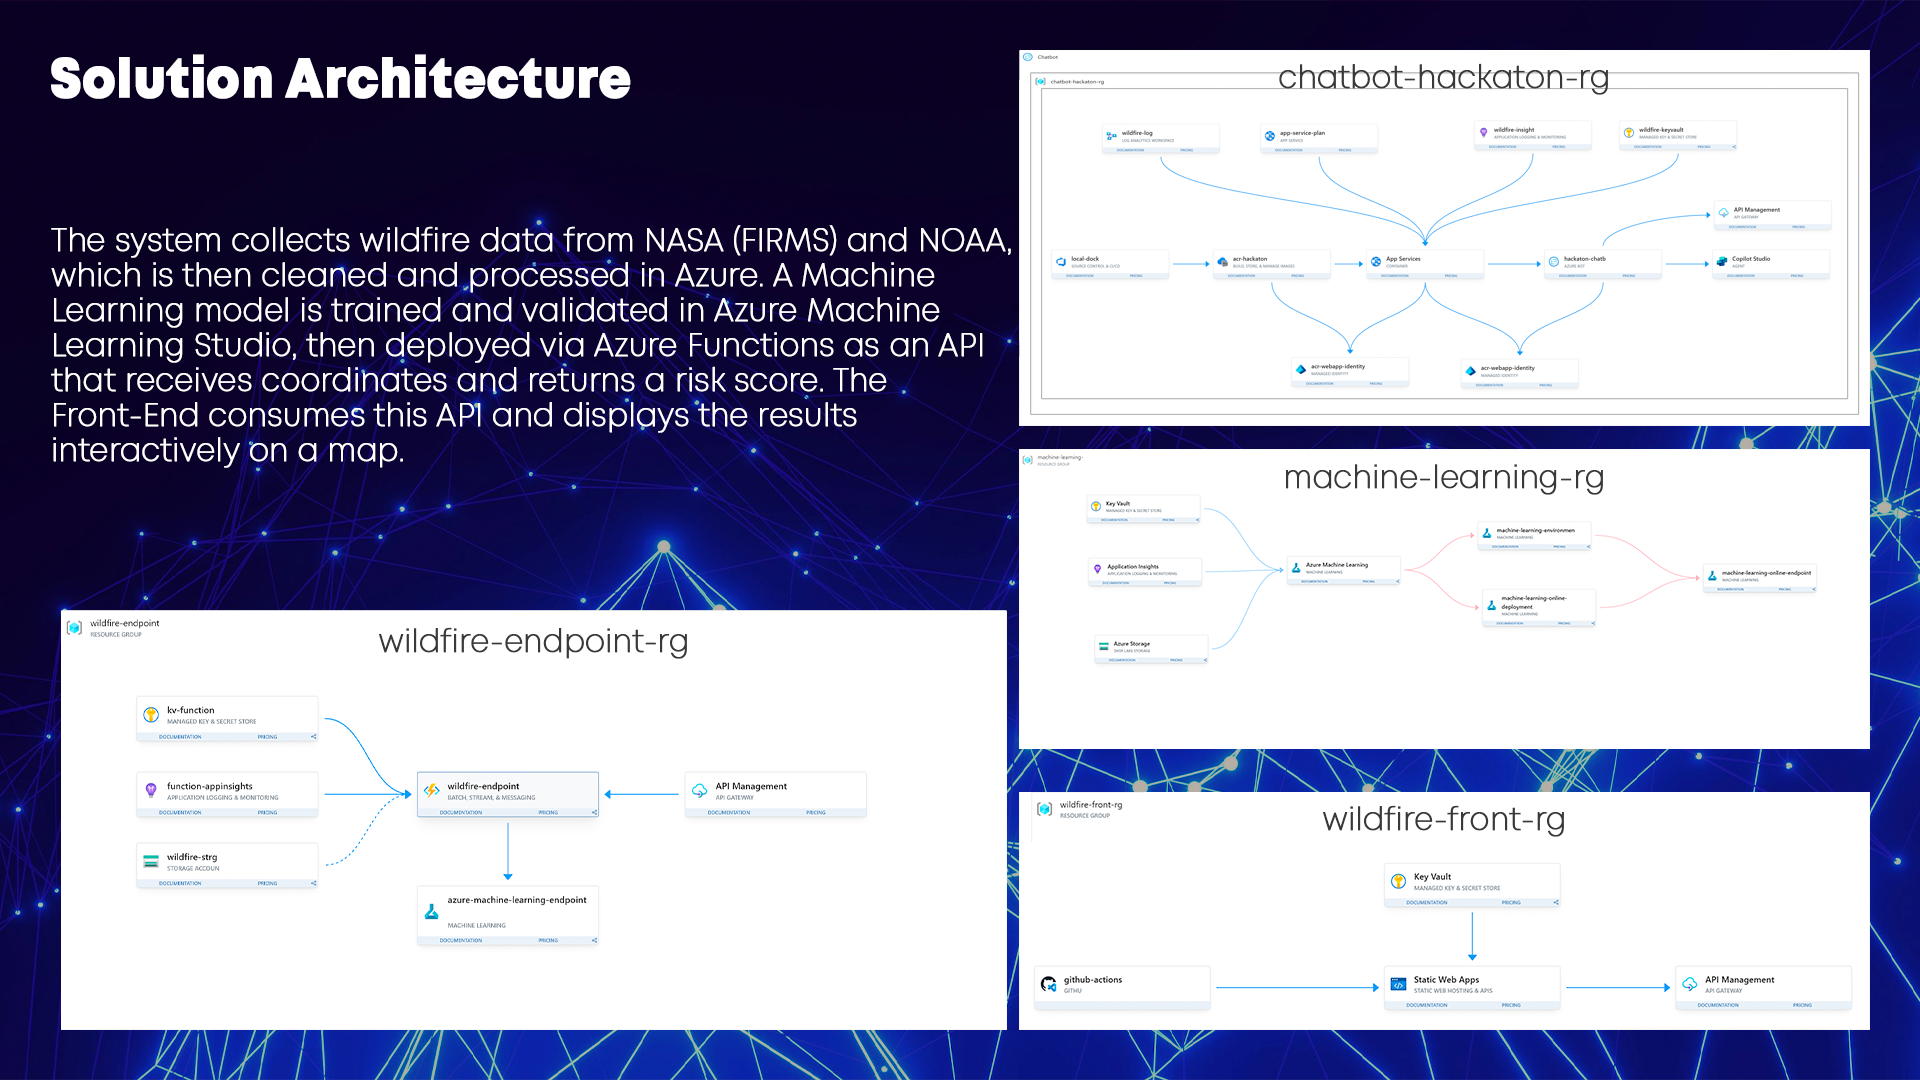 Solution Architecture
The system collects wildfire data from NASA (FIRMS) and NOAA,
which is then cleaned and processed in Azure. A Machine
Learning model is trained and validated in Azure Machine
Learning Studio, then deployed via Azure Functions as an API
that receives coordinates and returns a risk score. The
Front-End consumes this API and displays the results
interactively on a map.
wildfire-endpoint
RESOURCE GROUP
wildfire-endpoint-rg
kv-function
MANAGED KEY & SECRET STORE
DOCUMENTATION PRICING
function-appinsights
APPLICATION LOGGING & MONITORING
DOCUMENTATION PRICING
wildfire-endpoint
BATCH, STREAM, & MESSAGING
DOCUMENTATION PRICING
API Management
API GATEWAY
DOCUMENTATION PRICING
wildfire-strg
STORAGE ACCOUN
DOCUMENTATION PRICING
azure-machine-learning-endpoint
MACHINE LEARNING
DOCUMENTATION PRICING
Chatbot
chatbot-hackaton-rg
chatbot-hackaton-rg
wildfire-log
LOG ANALYTICS WORKSPACE
DOCUMENTATION PRICING
app-service-plan
APP SERVICE
DOCUMENTATION PRICING
wildfire-insight
APPLICATION LOGGING & MONITORING
DOCUMENTATION PRICING
wildfire-keyvault
MANAGED KEY & SECRET STORE
DOCUMENTATION PRICING
API Management
API GATEWAY
DOCUMENTATION PRICING
local-dock
SOURCE CONTROL & CI/CD
DOCUMENTATION PRICING
acr-hackaton
BUILD, STORE, & MANAGE IMAGES
DOCUMENTATION PRICING
App Services
CONTAINER
DOCUMENTATION PRICING
hackaton-chatb
AZURE BOT
DOCUMENTATION PRICING
Copilot Studio
AGENT
DOCUMENTATION PRICING
acr-webapp-identity
MANAGED IDENTITY
DOCUMENTATION PRICING
acr-webapp-identity
MANAGED IDENTITY
DOCUMENTATION PRICING
machine-learning-
RESOURCE GROUP
machine-learning-rg
Key Vault
MANAGED KEY & SECRET STORE
DOCUMENTATION PRICING
Application Insights
APPLICATION LOGGING & MONITORING
DOCUMENTATION PRICING
Azure Storage
DATA LAKE STORAGE
DOCUMENTATION PRICING
Azure Machine Learning
MACHINE LEARNING
DOCUMENTATION PRICING
machine-learning-environmen
MACHINE LEARNING
DOCUMENTATION PRICING
machine-learning-online-
deployment
MACHINE LEARNING
DOCUMENTATION PRICING
machine-learning-online-endpoint
MACHINE LEARNING
DOCUMENTATION PRICING
wildfire-front-rg
RESOURCE GROUP
wildfire-front-rg
Key Vault
MANAGED KEY & SECRET STORE
DOCUMENTATION PRICING
github-actions
GITHU
Static Web Apps
STATIC WEB HOSTING & APIS
DOCUMENTATION PRICING
API Management
API GATEWAY
DOCUMENTATION PRICING